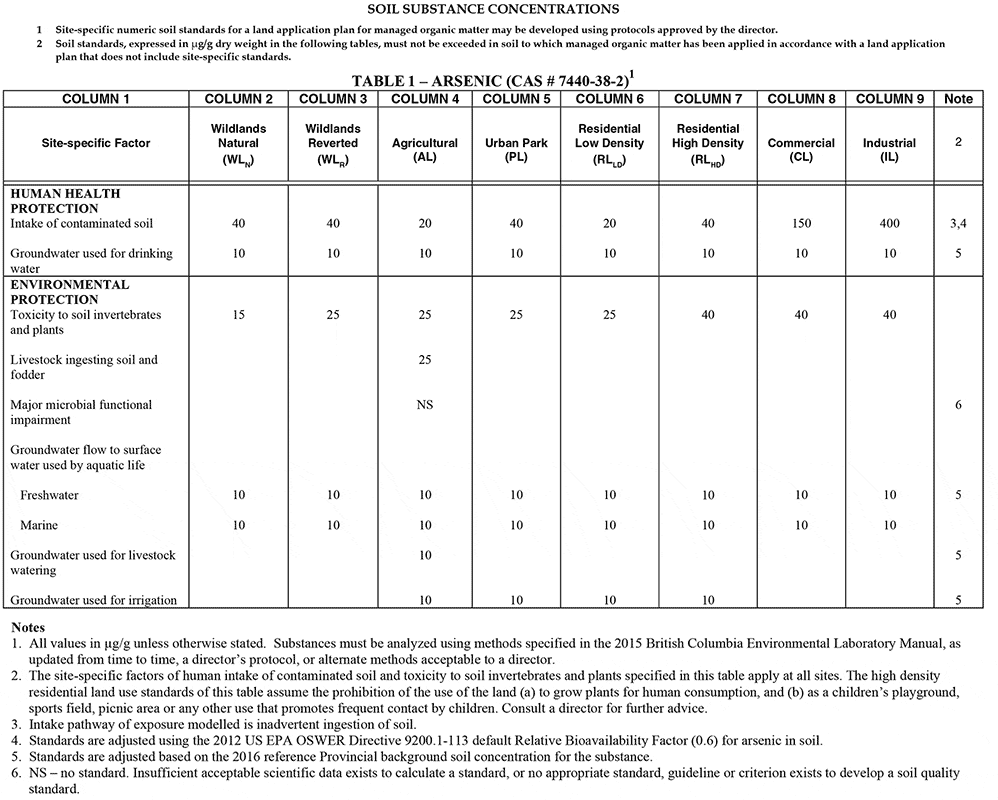 SOIL SUBSTANCE CONCENTRATIONS
1 Site-specific numeric soil standards for a land application plan for managed organic matter may be developed using protocols approved by the director.
2 Soil standards, expressed in µg/g dry weight in the following tables, must not be exceeded in soil to which managed organic matter has been applied in accordance with a land application
plan that does not include site-specific standards.
TABLE 1 – ARSENIC (CAS # 7440-38-2)1
COLUMN 1 COLUMN 2 COLUMN 3 COLUMN 4 COLUMN 5 COLUMN 6 COLUMN 7 COLUMN 8 COLUMN 9 Note
Site-specific Factor Wildlands Natural (WLN) Wildlands Reverted (WLR) Agricultural (AL) Urban Park (PL) Residential Low Density (RLLD) Residential High Density (RLHD) Commercial (CL) Industrial (IL) 2
HUMAN HEALTH
PROTECTION
Intake of contaminated soil 40 40 20 40 20 40 150 400 3,4
Groundwater used for drinking 10 10 10 10 10 10 10 10 5
water
ENVIRONMENTAL
PROTECTION
Toxicity to soil invertebrates 15 25 25 25 25 40 40 40
and plants
Livestock ingesting soil and 25
fodder
Major microbial functional NS 6
impairment
Groundwater flow to surface
water used by aquatic life
Freshwater 10 10 10 10 10 10 10 10 5
Marine 10 10 10 10 10 10 10 10
Groundwater used for livestock 10 5
watering
Groundwater used for irrigation 10 10 10 10 5
Notes
1. All values in µg/g unless otherwise stated. Substances must be analyzed using methods specified in the 2015 British Columbia Environmental Laboratory Manual, as
updated from time to time, a director's protocol, or alternate methods acceptable to a director.
2. The site-specific factors of human intake of contaminated soil and toxicity to soil invertebrates and plants specified in this table apply at all sites. The high density
residential land use standards of this table assume the prohibition of the use of the land (a) to grow plants for human consumption, and (b) as a children's playground,
sports field, picnic area or any other use that promotes frequent contact by children. Consult a director for further advice.
3. Intake pathway of exposure modelled is inadvertent ingestion of soil.
4. Standards are adjusted using the 2012 US EPA OSWER Directive 9200.1-113 default Relative Bioavailability Factor (0.6) for arsenic in soil.
5. Standards are adjusted based on the 2016 reference Provincial background soil concentration for the substance.
6. NS – no standard. Insufficient acceptable scientific data exists to calculate a standard, or no appropriate standard, guideline or criterion exists to develop a soil quality
standard.